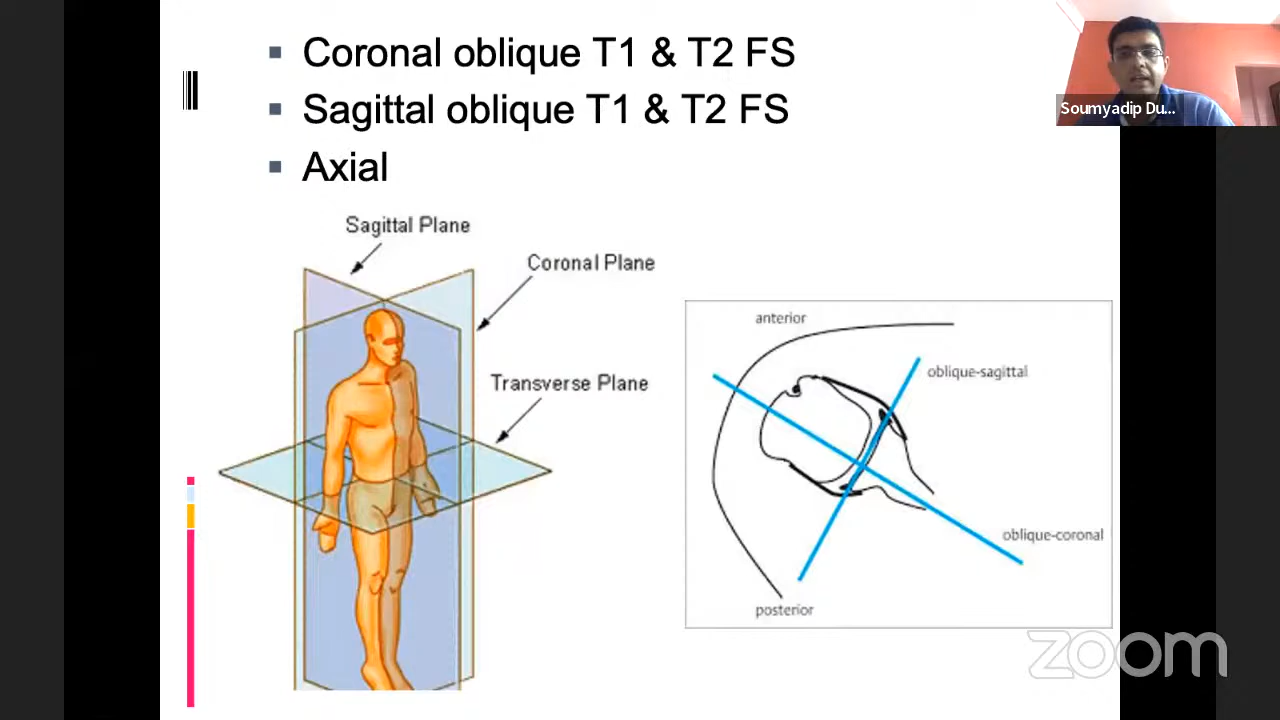 Coronal oblique T1 & T2 FS
Sagittal oblique T1 & T2 FS
Axial
Soumyadip Du...
Sagittal Plane
Coronal Plane
Transverse Plane
anterior
oblique-sagittal
oblique-coronal
posterior
zoom